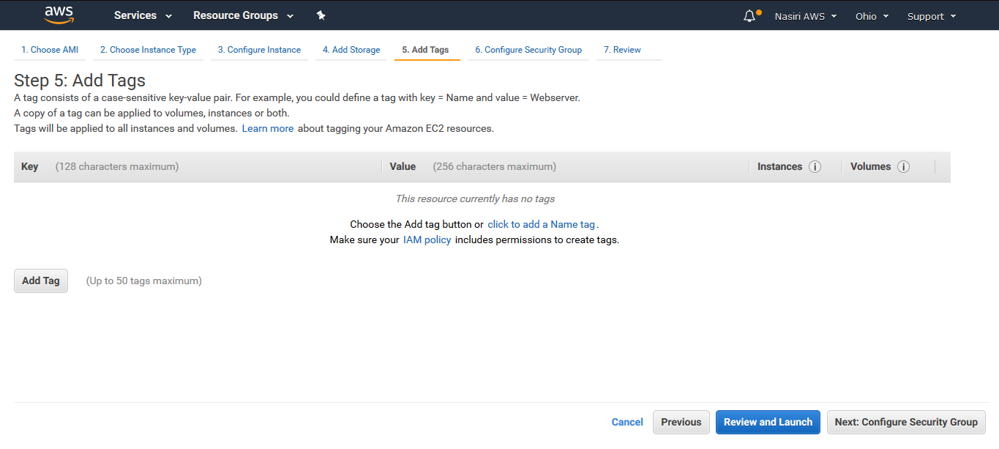 aws Services Resource Groups Nasiri AWS Ohio Support
1. Choose AMI 2. Choose Instance Type 3. Configure Instance 4. Add Storage 5. Add Tags 6. Configure Security Group 7. Review
Step 5: Add Tags
A tag consists of a case-sensitive key-value pair. For example, you could define a tag with key = Name and value = Webserver.
A copy of a tag can be applied to volumes, instances or both.
Tags will be applied to all instances and volumes. Learn more about tagging your Amazon EC2 resources.
Key (128 characters maximum) Value (256 characters maximum) Instances i Volumes i
This resource currently has no tags
Choose the Add tag button or click to add a Name tag.
Make sure your IAM policy includes permissions to create tags.
Add Tag (Up to 50 tags maximum)
Cancel Previous Review and Launch Next: Configure Security Group